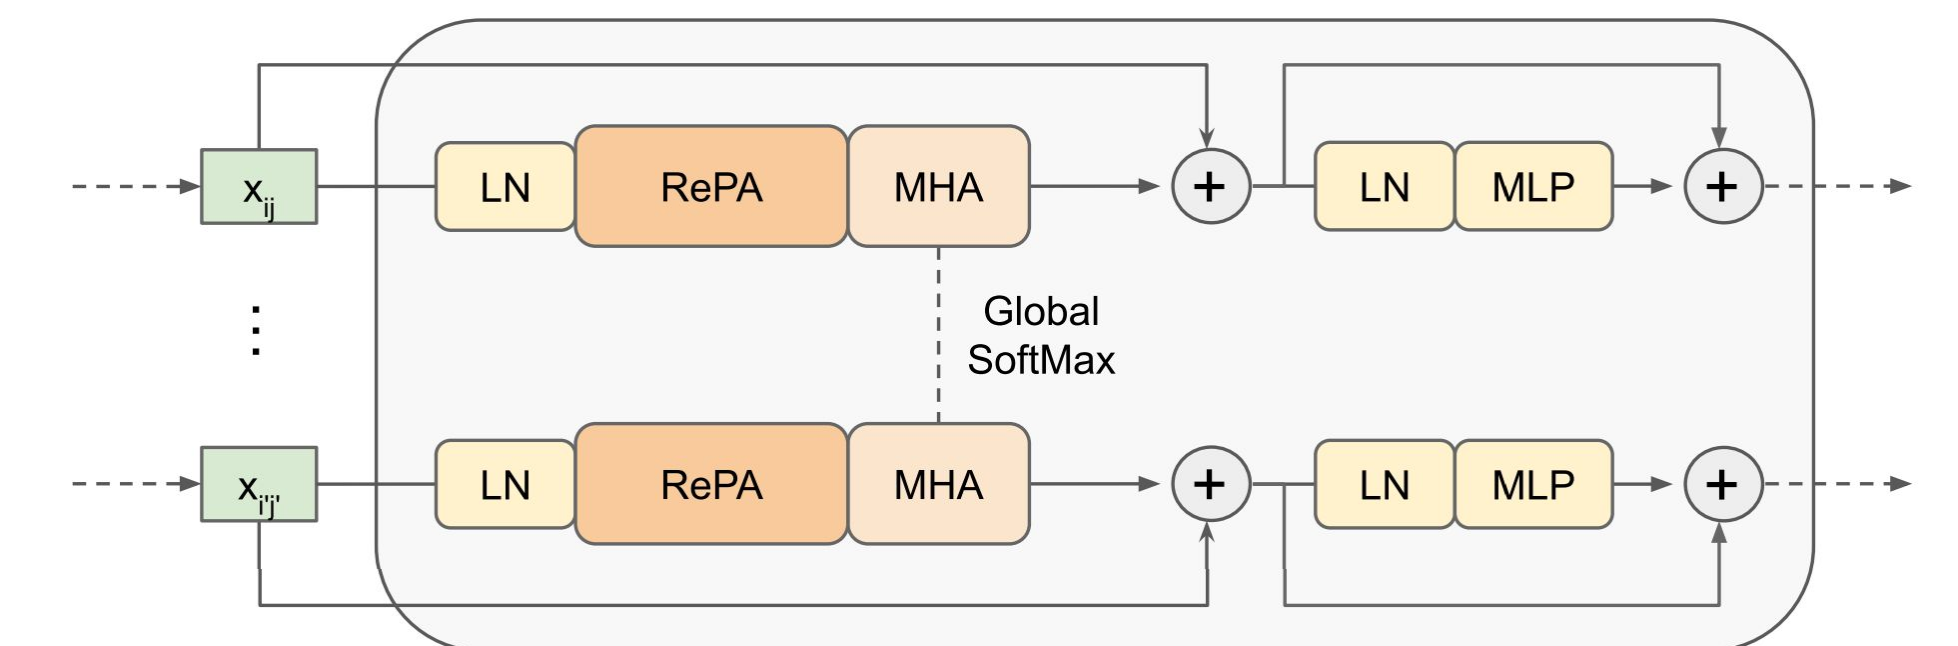 x_ij LN RePA MHA + LN MLP +
⋮
Global
SoftMax
x_i'j' LN RePA MHA + LN MLP +